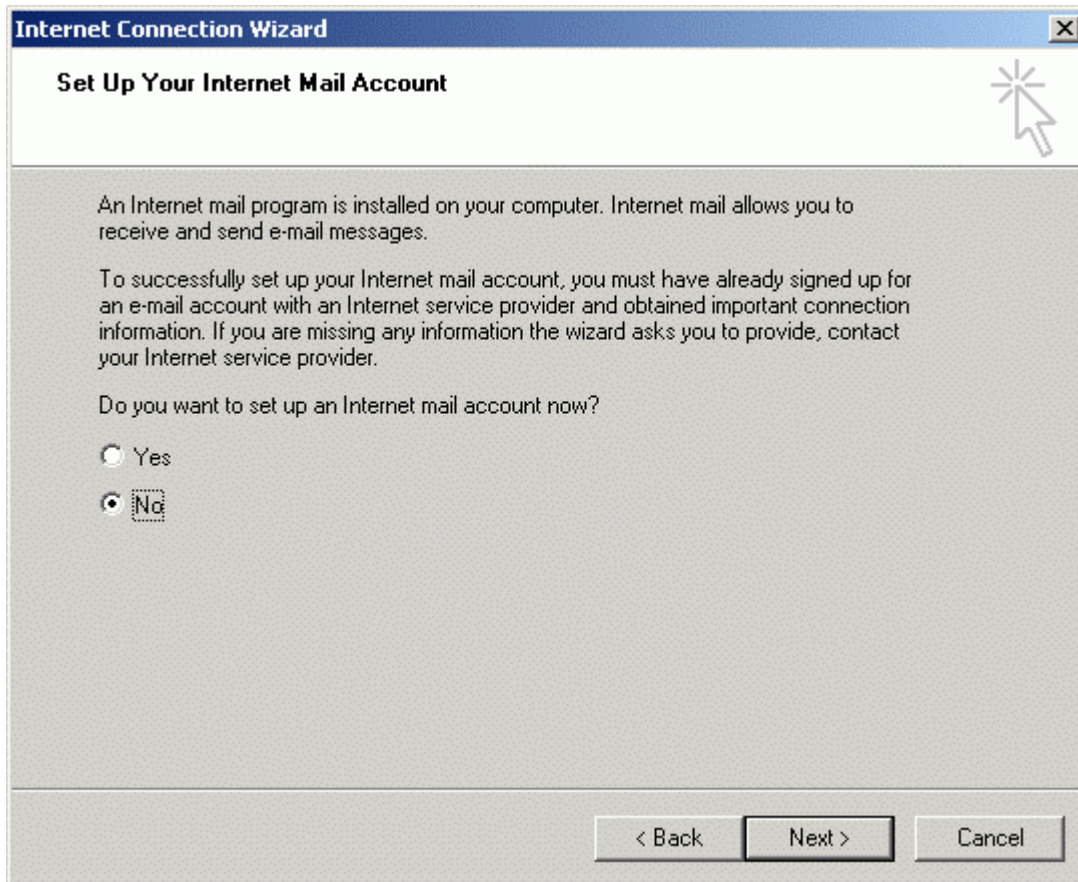 Internet Connection Wizard
Set Up Your Internet Mail Account
An Internet mail program is installed on your computer. Internet mail allows you to
receive and send e-mail messages.
To successfully set up your Internet mail account, you must have already signed up for
an e-mail account with an Internet service provider and obtained important connection
information. If you are missing any information the wizard asks you to provide, contact
your Internet service provider.
Do you want to set up an Internet mail account now?
Yes
No
< Back Next > Cancel